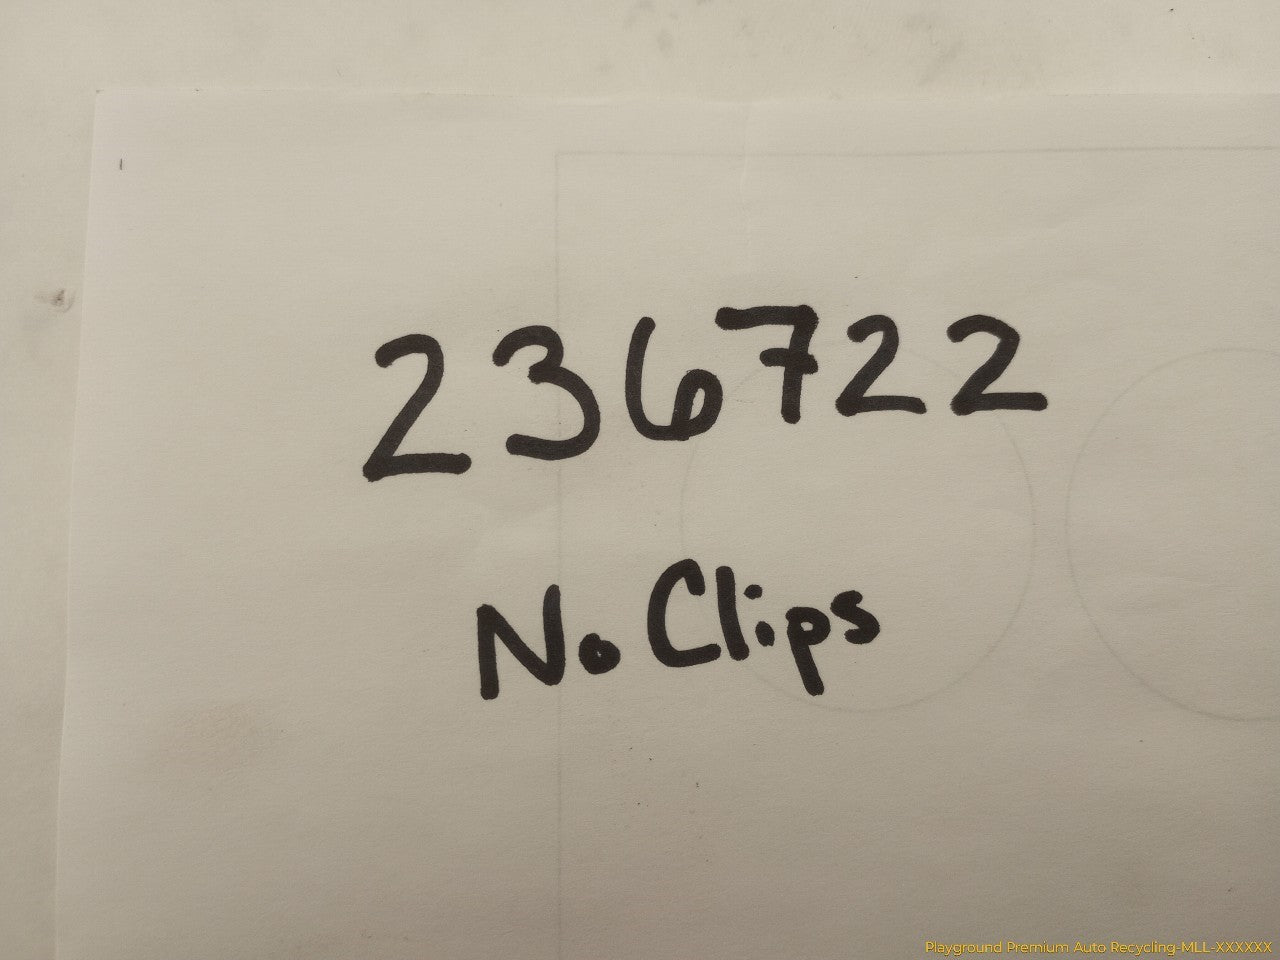 236722
No Clips
Playground Premium Auto Recycling-MLL-XXXXXX